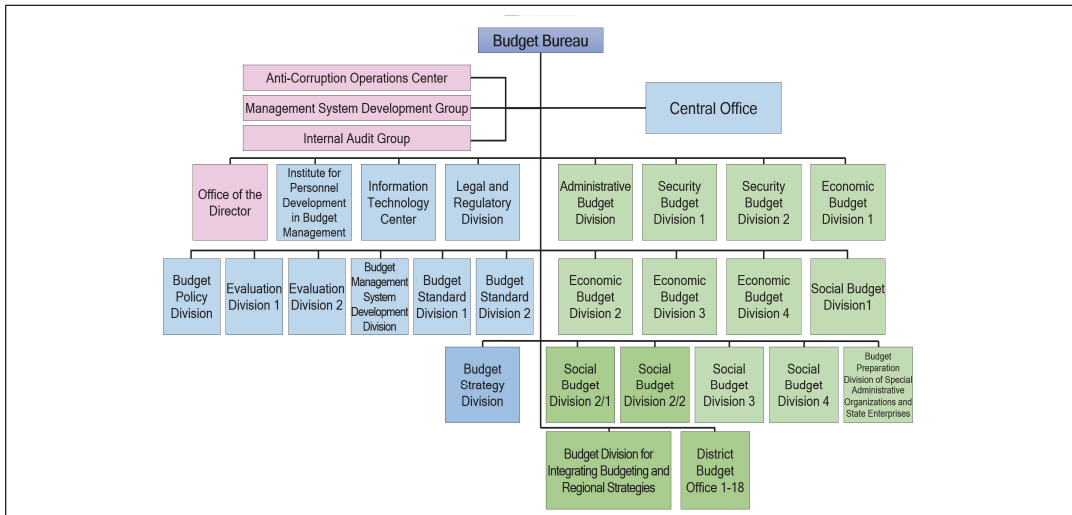 Budget Bureau
Anti-Corruption Operations Center
Management System Development Group
Internal Audit Group
Central Office
Office of the
Director
Institute for
Personnel
Development
in Budget
Management
Information
Technology
Center
Legal and
Regulatory
Division
Administrative
Budget
Division
Security
Budget
Division 1
Security
Budget
Division 2
Economic
Budget
Division 1
Budget
Policy
Division
Evaluation
Division 1
Evaluation
Division 2
Budget
Management
System
Development
Division
Budget
Standard
Division 1
Budget
Standard
Division 2
Economic
Budget
Division 2
Economic
Budget
Division 3
Economic
Budget
Division 4
Social Budget
Division1
Budget
Strategy
Division
Social
Budget
Division 2/1
Social
Budget
Division 2/2
Social
Budget
Division 3
Social
Budget
Division 4
Budget
Preparation
Division of Special
Administrative
Organizations and
State Enterprises
Budget Division for
Integrating Budgeting and
Regional Strategies
District
Budget
Office 1-18